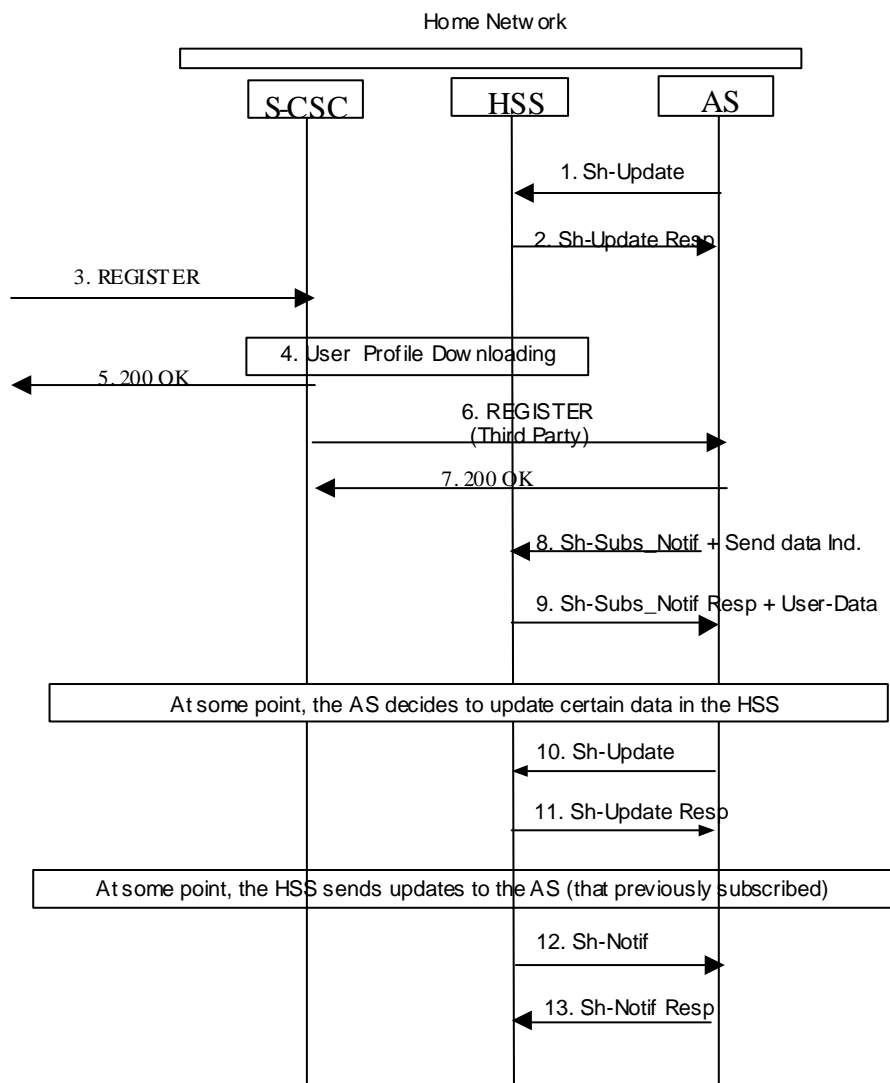 Home Network
S-CSC
HSS
AS
1. Sh-Update
2. Sh-Update Resp
3. REGISTER
4. User Profile Downloading
5. 200 OK
6. REGISTER
(Third Party)
7. 200 OK
8. Sh-Subs_Notif + Send data Ind.
9. Sh-Subs_Notif Resp + User-Data
At some point, the AS decides to update certain data in the HSS
10. Sh-Update
11. Sh-Update Resp
At some point, the HSS sends updates to the AS (that previously subscribed)
12. Sh-Notif
13. Sh-Notif Resp